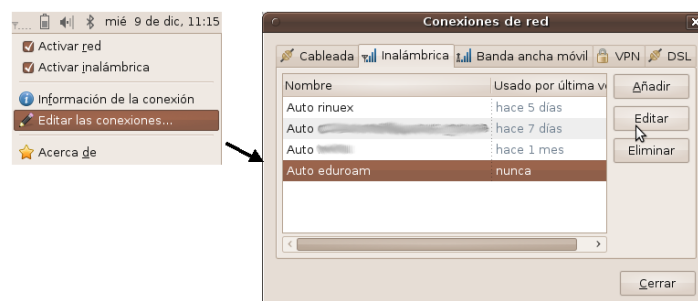 mié 9 de dic, 11:15
Activar red
Activar inalámbrica
Información de la conexión
Editar las conexiones...
Acerca de
Conexiones de red
Cableada Inalámbrica Banda ancha móvil VPN DSL
Nombre Usado por última v
Añadir
Auto rinuex hace 5 días
Editar
Auto hace 7 días
Auto hace 1 mes
Eliminar
Auto eduroam nunca
Cerrar